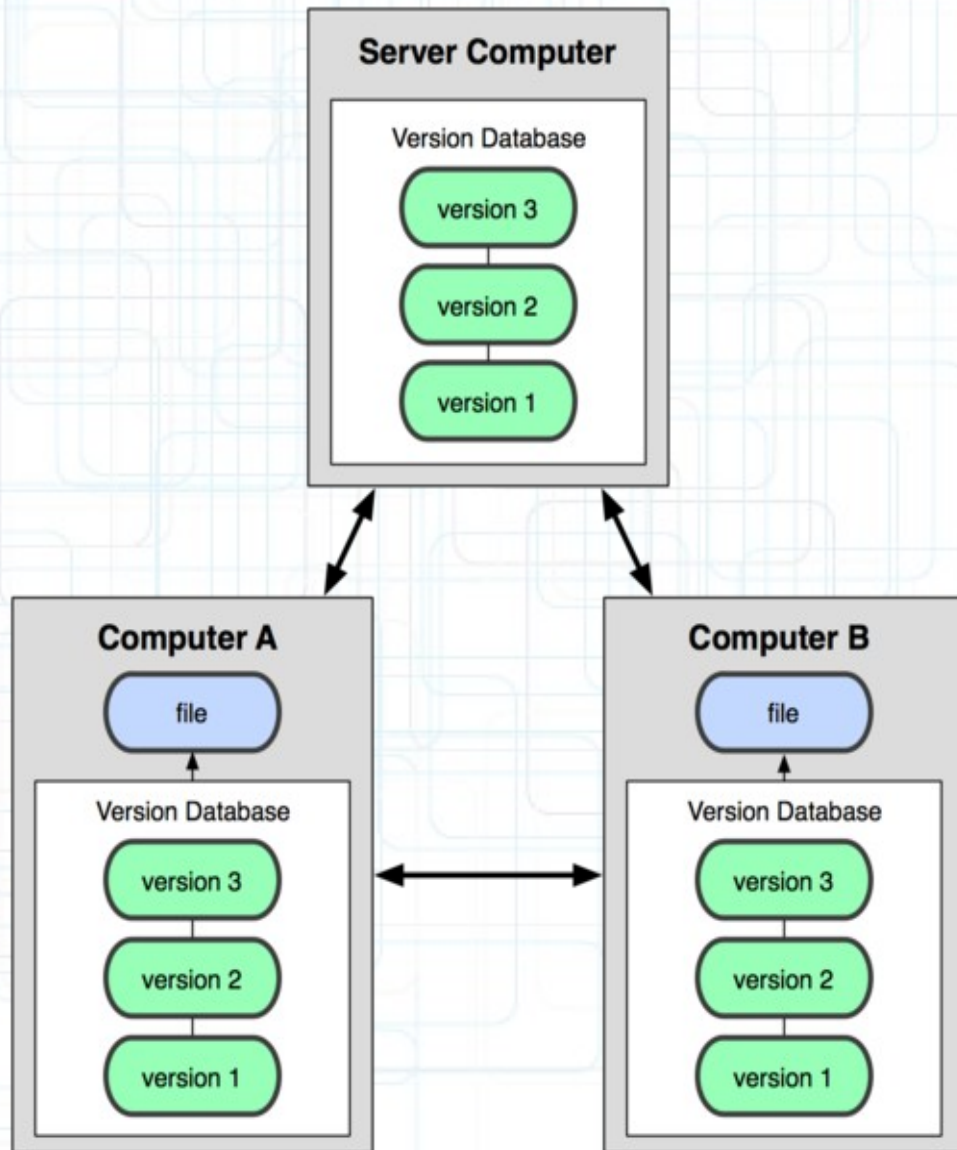 Server Computer
Version Database
version 3
version 2
version 1
Computer A
file
Version Database
version 3
version 2
version 1
Computer B
file
Version Database
version 3
version 2
version 1